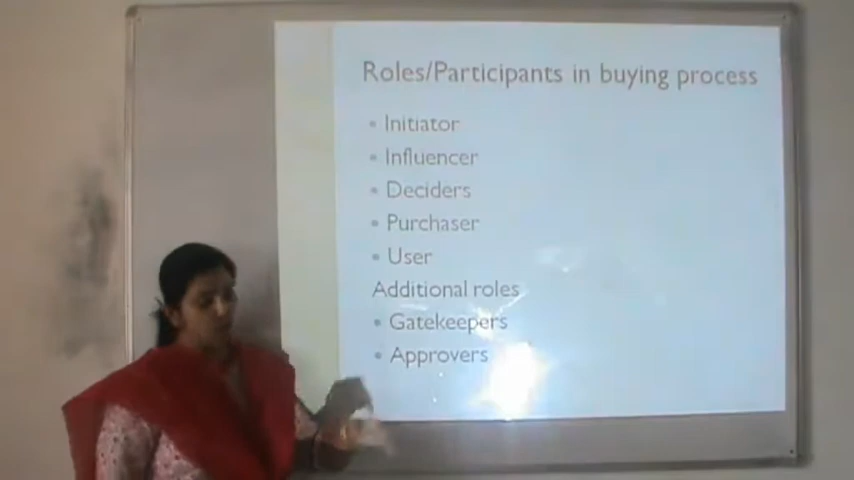 Roles/Participants in buying process
• Initiator
• Influencer
• Deciders
• Purchaser
• User
Additional roles
• Gatekeepers
• Approvers